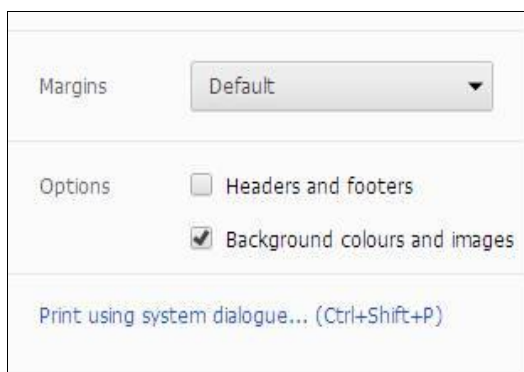 Margins Default
Options Headers and footers
Background colours and images
Print using system dialogue... (Ctrl+Shift+P)